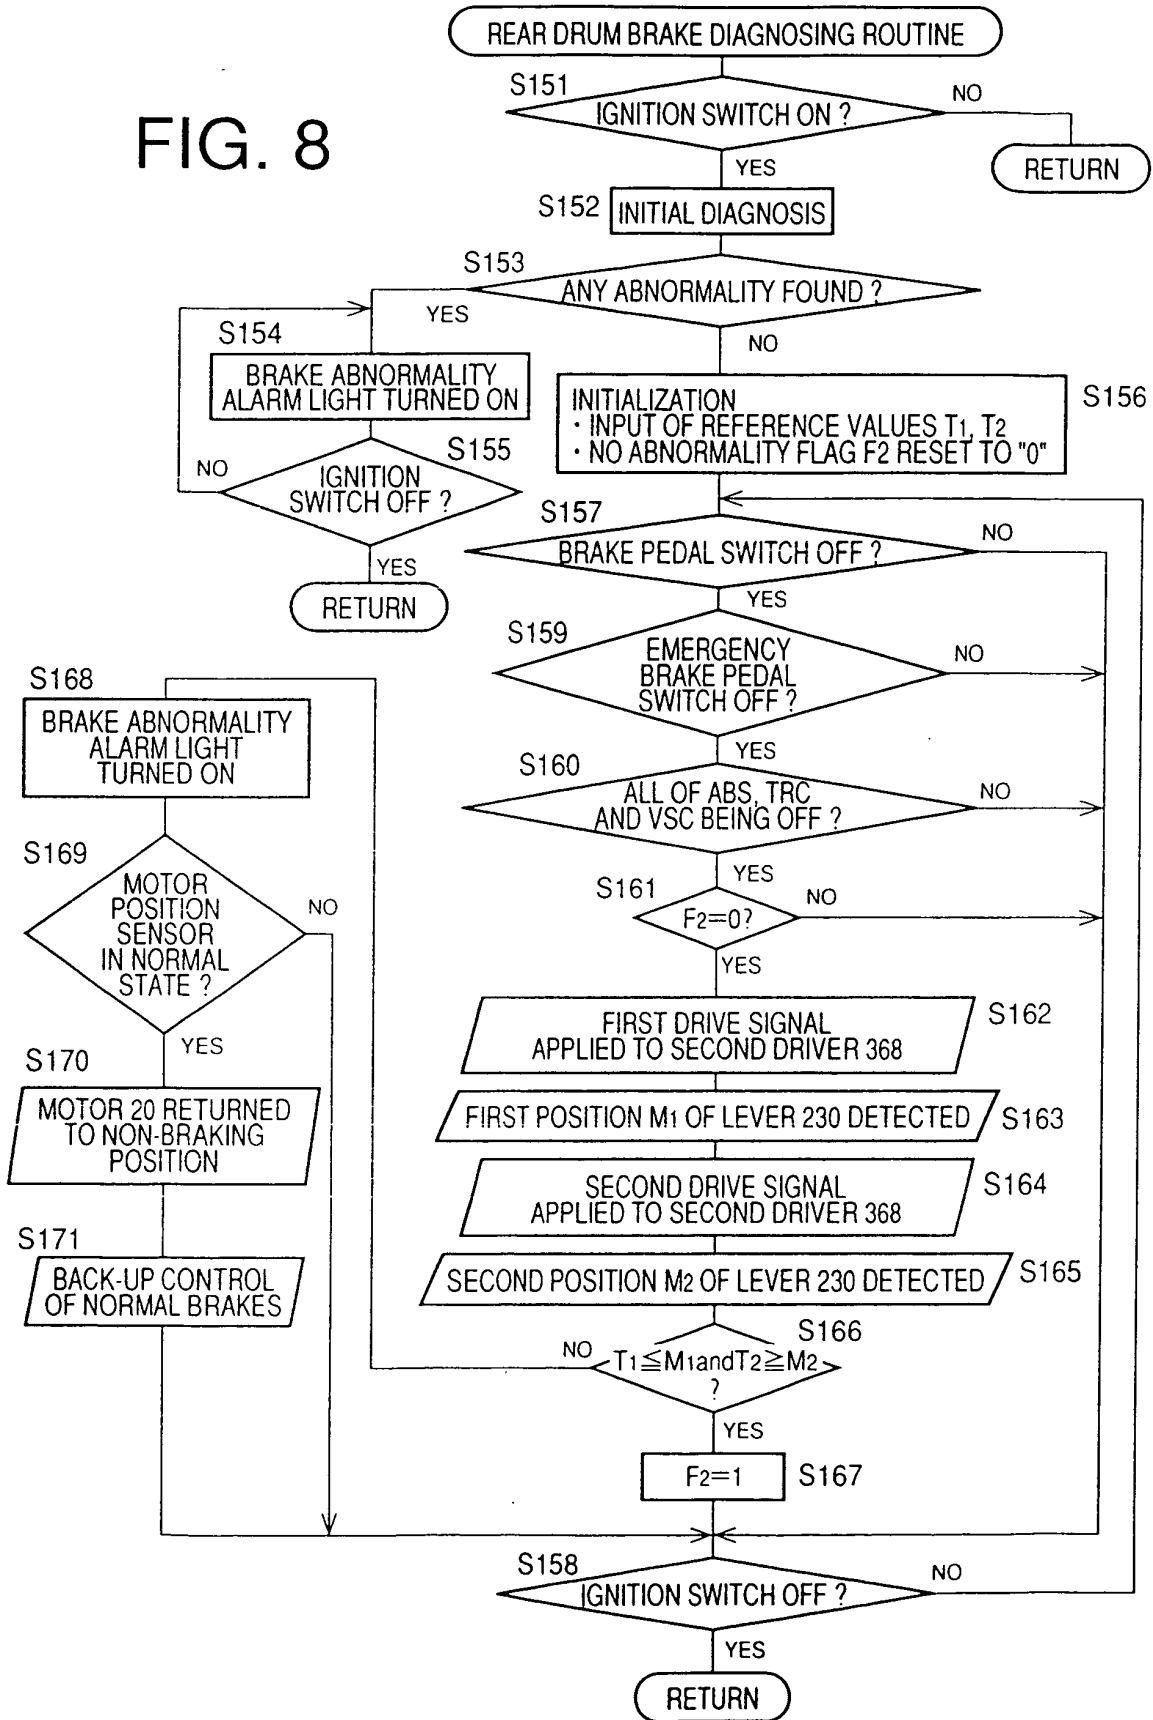 FIG. 8
REAR DRUM BRAKE DIAGNOSING ROUTINE
S151
IGNITION SWITCH ON ?
NO
RETURN
YES
S152
INITIAL DIAGNOSIS
S153
ANY ABNORMALITY FOUND ?
YES
NO
S154
BRAKE ABNORMALITY
ALARM LIGHT TURNED ON
S155
IGNITION
SWITCH OFF ?
NO
YES
RETURN
S156
INITIALIZATION
· INPUT OF REFERENCE VALUES T1, T2
· NO ABNORMALITY FLAG F2 RESET TO "0"
S157
BRAKE PEDAL SWITCH OFF ?
NO
YES
S159
EMERGENCY
BRAKE PEDAL
SWITCH OFF ?
NO
YES
S160
ALL OF ABS, TRC
AND VSC BEING OFF ?
NO
YES
S161
F2=0?
NO
YES
S162
FIRST DRIVE SIGNAL
APPLIED TO SECOND DRIVER 368
FIRST POSITION M1 OF LEVER 230 DETECTED
S163
SECOND DRIVE SIGNAL
APPLIED TO SECOND DRIVER 368
S164
SECOND POSITION M2 OF LEVER 230 DETECTED
S165
S166
NO
T1≦M1andT2≧M2
?
YES
F2=1
S167
S168
BRAKE ABNORMALITY
ALARM LIGHT
TURNED ON
S169
MOTOR
POSITION
SENSOR
IN NORMAL
STATE ?
NO
YES
S170
MOTOR 20 RETURNED
TO NON-BRAKING
POSITION
S171
BACK-UP CONTROL
OF NORMAL BRAKES
S158
IGNITION SWITCH OFF ?
NO
YES
RETURN